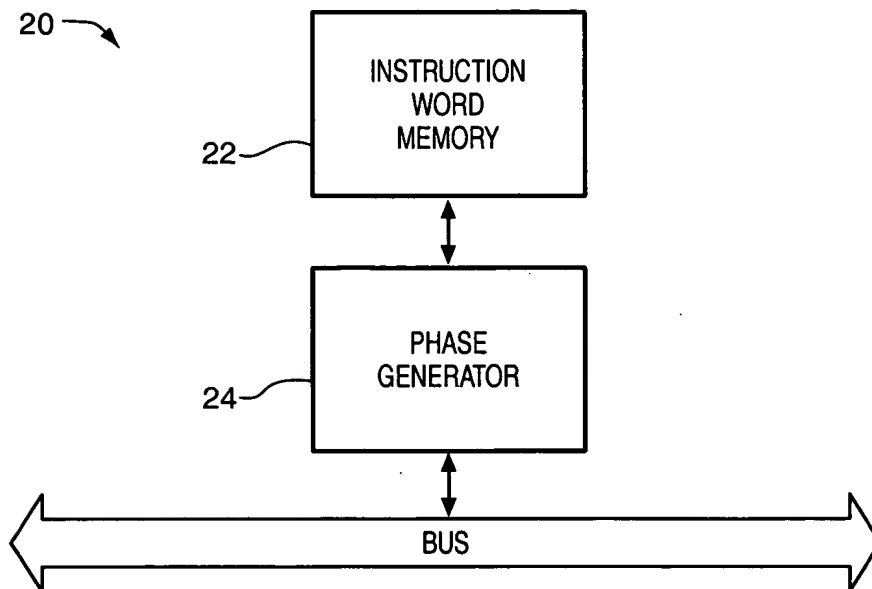 20
INSTRUCTION
WORD
MEMORY
22
PHASE
GENERATOR
24
BUS